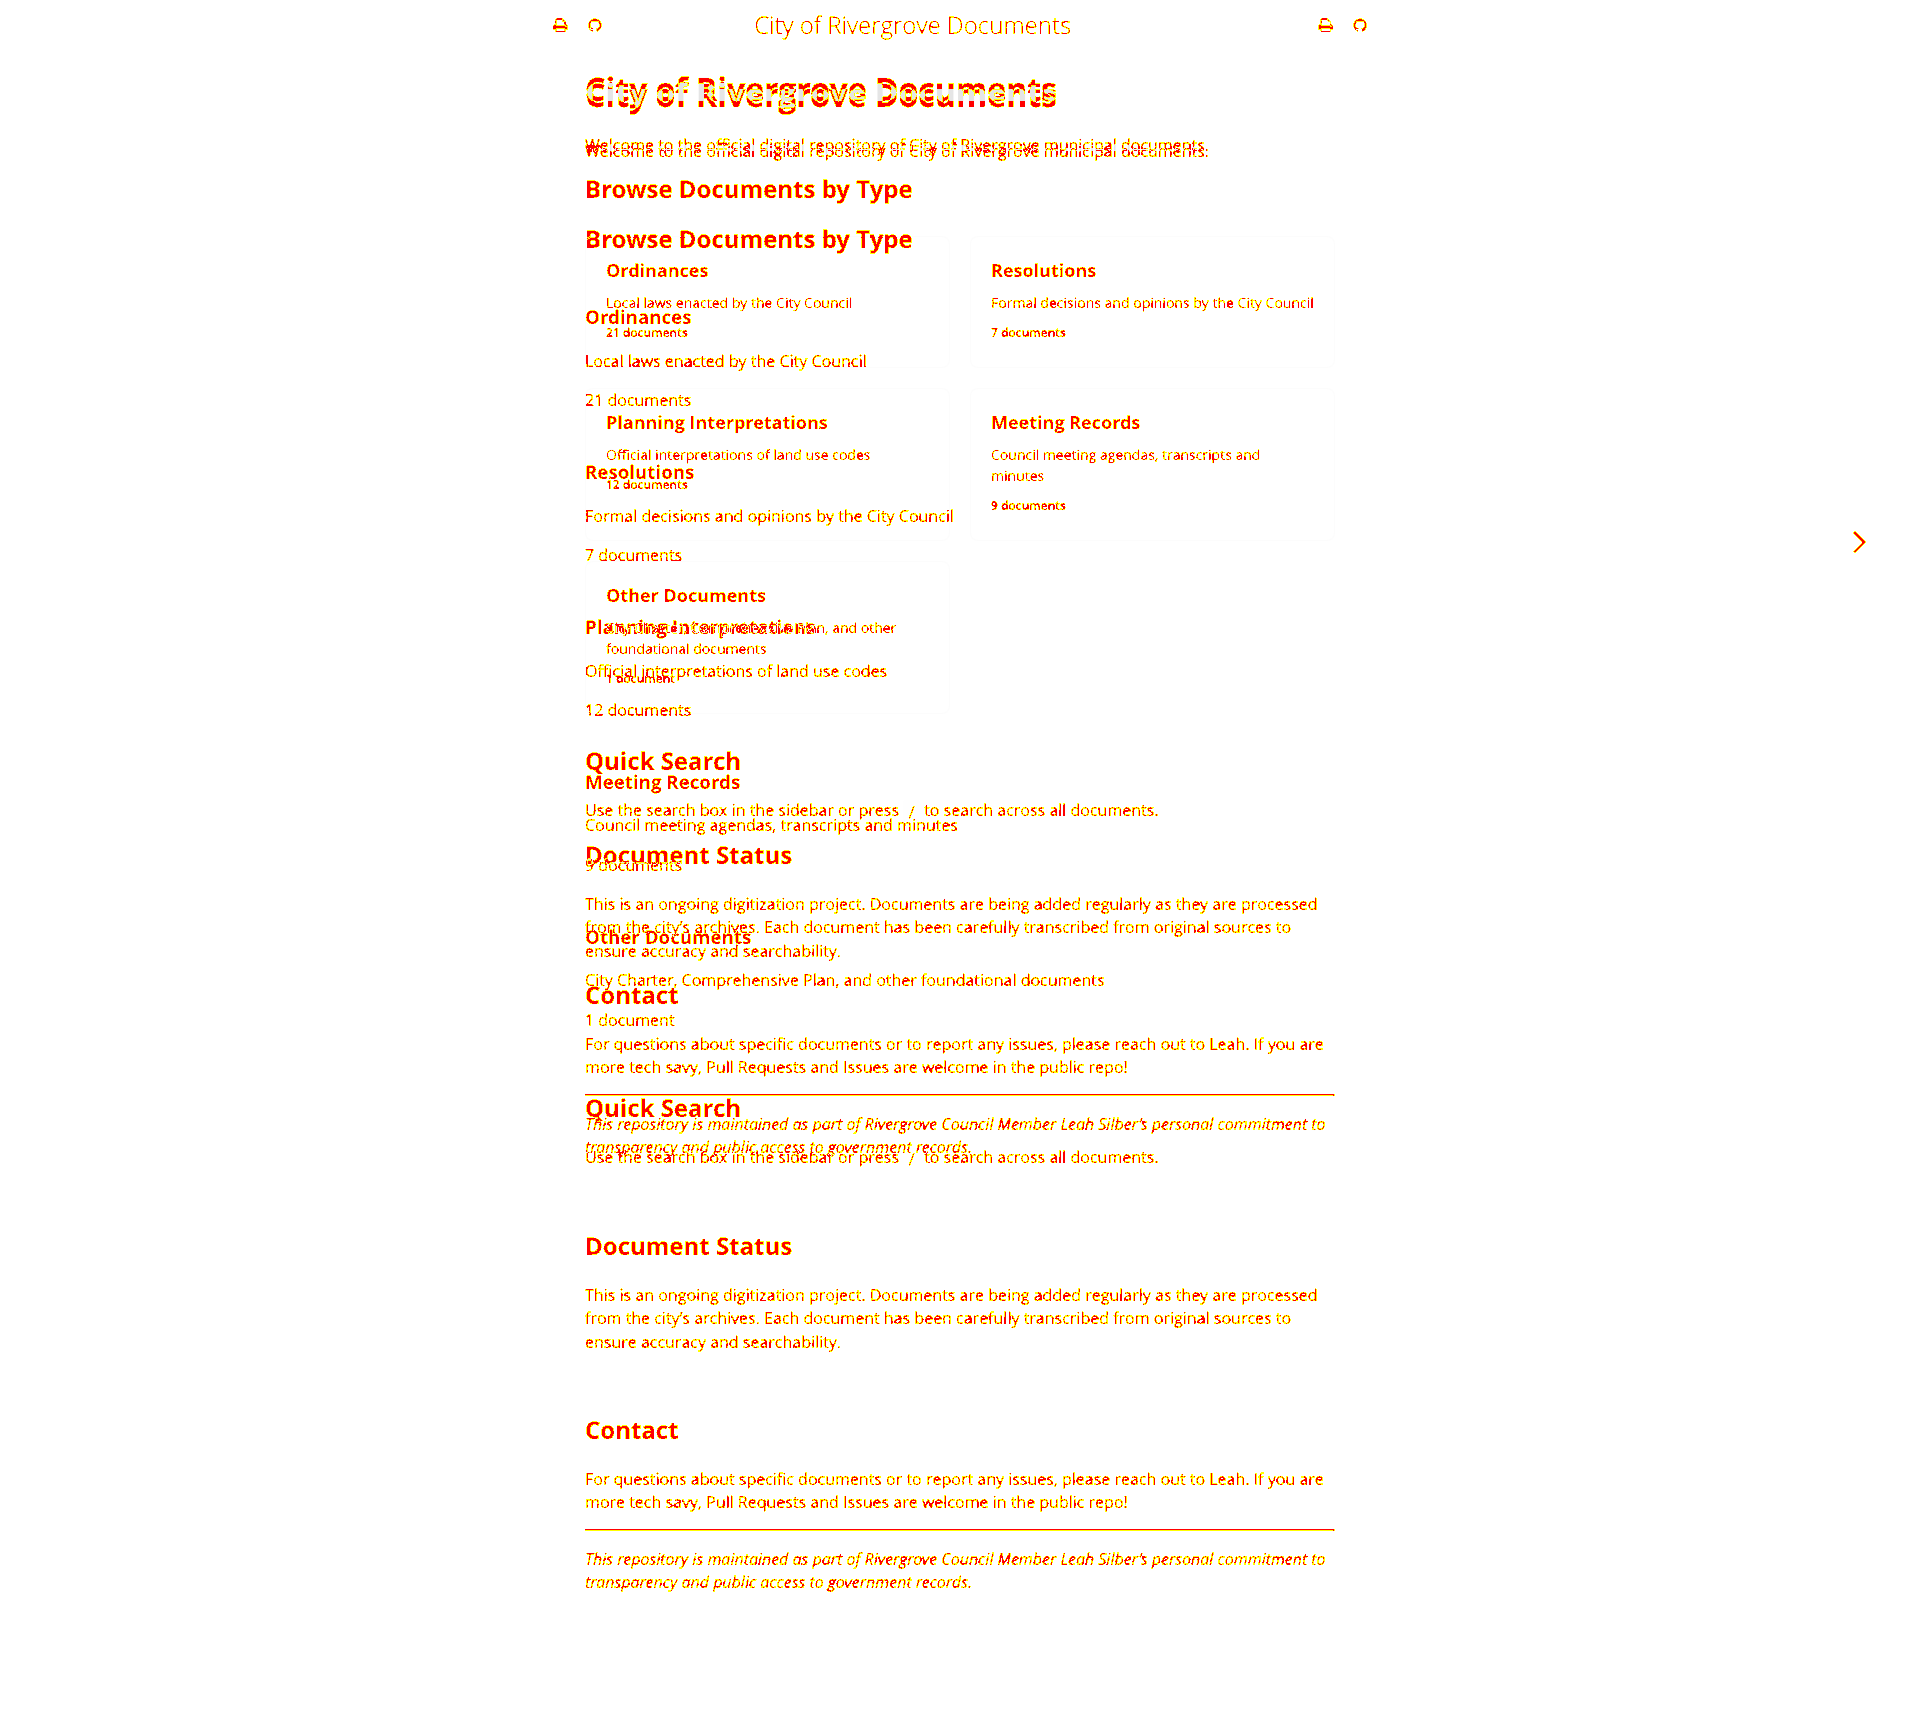 City of Rivergrove Documents
City of Rivergrove Documents
Welcome to the official digital repository of City of Rivergrove municipal documents.
Welcome to the official digital repository of City of Rivergrove municipal documents.
Browse Documents by Type
Browse Documents by Type
Ordinances
Resolutions
Local laws enacted by the City Council
Formal decisions and opinions by the City Council
Ordinances
21 documents
7 documents
Local laws enacted by the City Council
21 documents
Planning Interpretations
Meeting Records
Official interpretations of land use codes
Council meeting agendas, transcripts and
minutes
Resolutions
12 documents
9 documents
Formal decisions and opinions by the City Council
7 documents
Other Documents
Planning Interpretations
Plan, and other
foundational documents
Official interpretations of land use codes
1 document
12 documents
Quick Search
Meeting Records
Use the search box in the sidebar or press / to search across all documents.
Council meeting agendas, transcripts and minutes
Document Status
9 documents
This is an ongoing digitization project. Documents are being added regularly as they are processed
from the city's archives. Each document has been carefully transcribed from original sources to
Other Documents
ensure accuracy and searchability.
City Charter, Comprehensive Plan, and other foundational documents
Contact
1 document
For questions about specific documents or to report any issues, please reach out to Leah. If you are
more tech savy, Pull Requests and Issues are welcome in the public repo!
Quick Search
This repository is maintained as part of Rivergrove Council Member Leah Silber's personal commitment to
transparency and public access to government records.
Use the search box in the sidebar or press / to search across all documents.
Document Status
This is an ongoing digitization project. Documents are being added regularly as they are processed
from the city's archives. Each document has been carefully transcribed from original sources to
ensure accuracy and searchability.
Contact
For questions about specific documents or to report any issues, please reach out to Leah. If you are
more tech savy, Pull Requests and Issues are welcome in the public repo!
This repository is maintained as part of Rivergrove Council Member Leah Silber's personal commitment to
transparency and public access to government records.